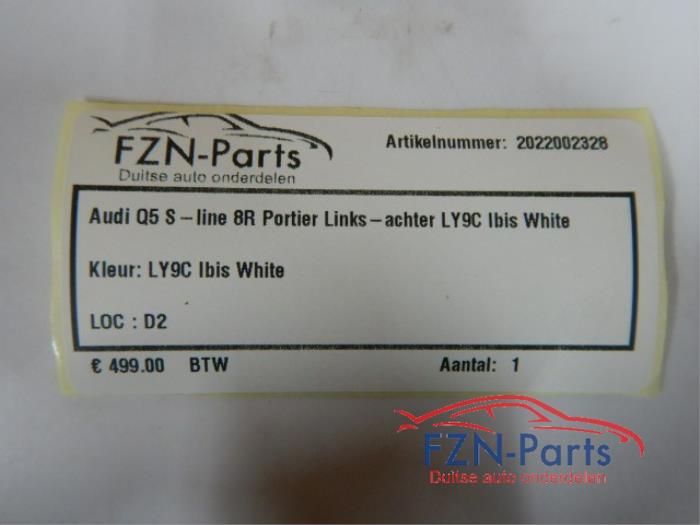 FZN-Parts
Duitse auto onderdelen
Artikelnummer: 2022002328
Audi Q5 S-line 8R Portier Links-achter LY9C Ibis White
Kleur: LY9C Ibis White
LOC : D2
€ 499.00 BTW Aantal: 1
FZN-Parts
Duitse auto onderdelen